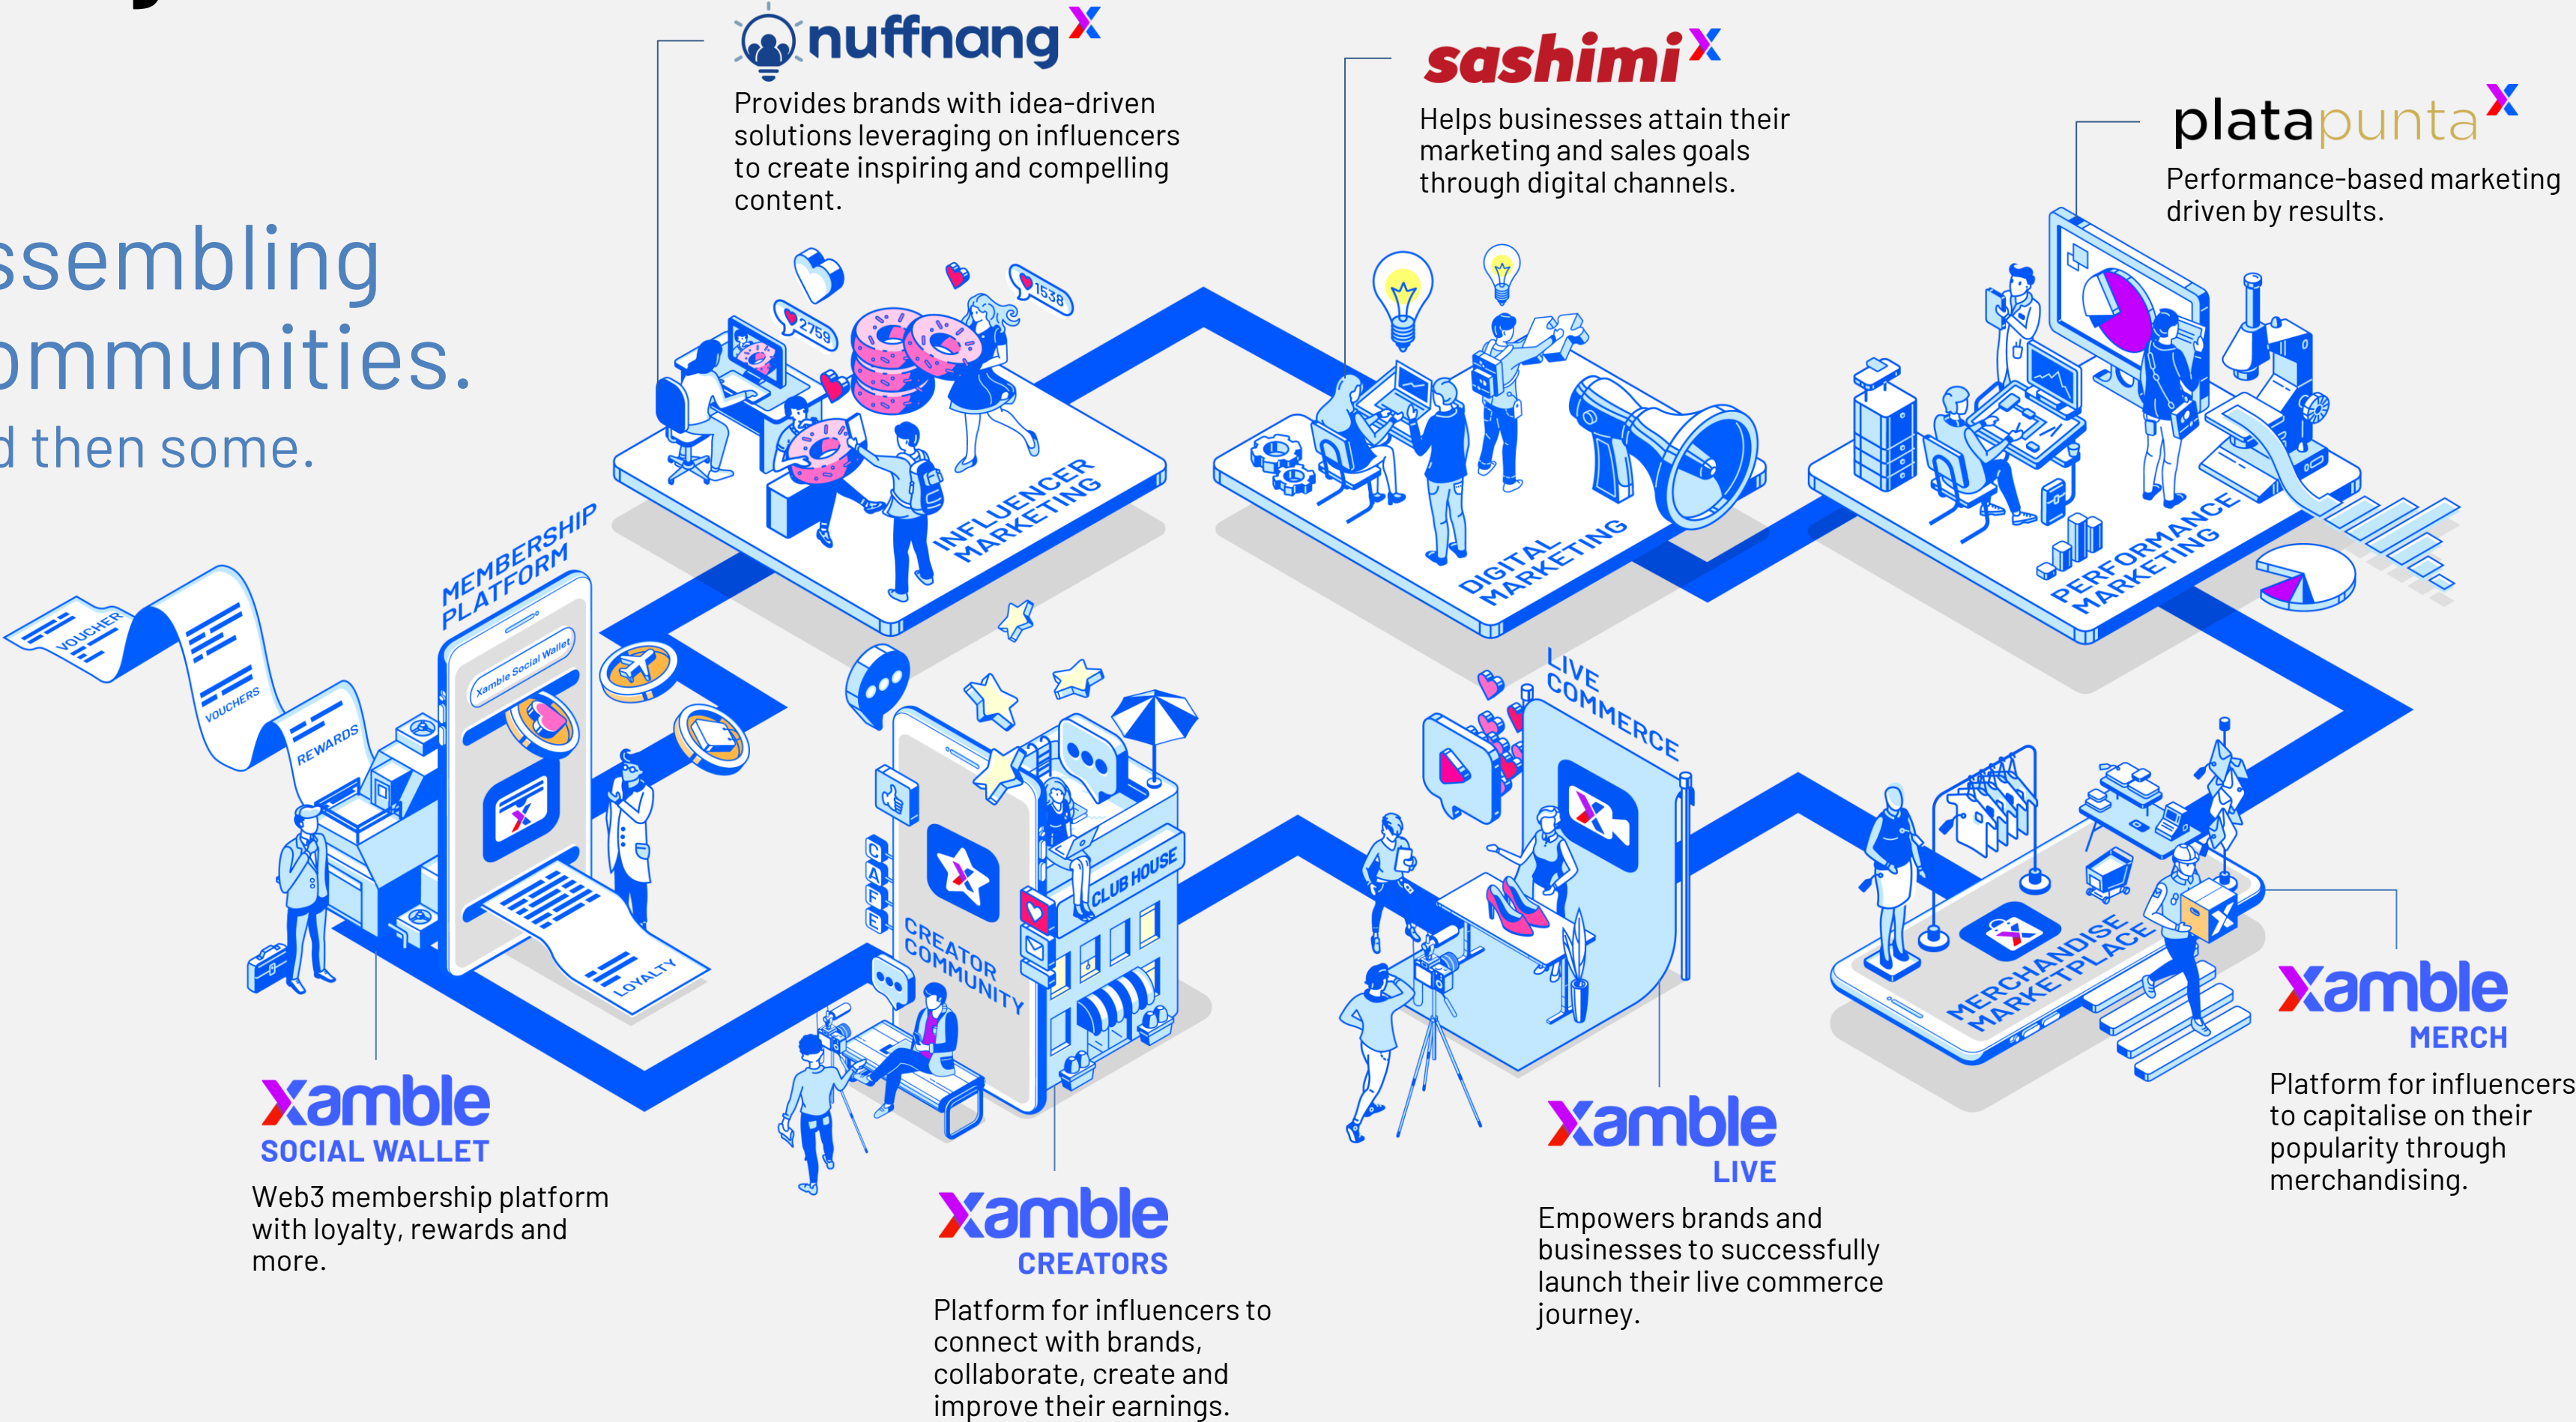 ssembling
ommunities.
d then some.
nuffnang X
Provides brands with idea-driven
solutions leveraging on influencers
to create inspiring and compelling
content.
sashimi X
Helps businesses attain their
marketing and sales goals
through digital channels.
platapunta X
Performance-based marketing
driven by results.
2759
1538
INFLUENCER
MARKETING
DIGITAL
MARKETING
PERFORMANCE
MARKETING
MEMBERSHIP
PLATFORM
Xamble Social Wallet
VOUCHER
VOUCHERS
REWARDS
LOYALTY
CAFE
CLUB HOUSE
CREATOR
COMMUNITY
LIVE
COMMERCE
MERCHANDISE
MARKETPLACE
xamble
SOCIAL WALLET
Web3 membership platform
with loyalty, rewards and
more.
xamble
CREATORS
Platform for influencers to
connect with brands,
collaborate, create and
improve their earnings.
xamble
LIVE
Empowers brands and
businesses to successfully
launch their live commerce
journey.
xamble
MERCH
Platform for influencers
to capitalise on their
popularity through
merchandising.